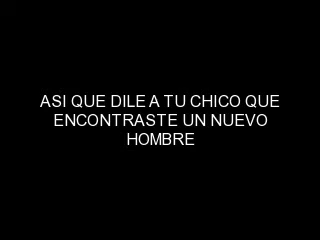 ASI QUE DILE A TU CHICO QUE
ENCONTRASTE UN NUEVO
HOMBRE